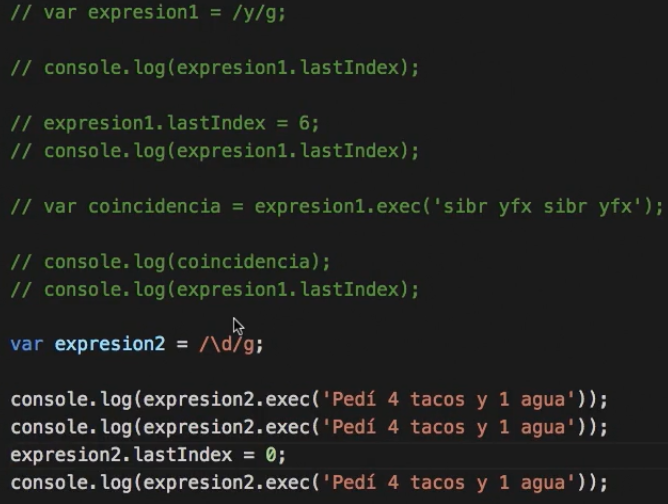 // var expresion1 = /y/g;
// console.log(expresion1.lastIndex);
// expresion1.lastIndex = 6;
// console.log(expresion1.lastIndex);
// var coincidencia = expresion1.exec('sibr yfx sibr yfx');
// console.log(coincidencia);
// console.log(expresion1.lastIndex);
var expresion2 = /\d/g;
console.log(expresion2.exec('Pedí 4 tacos y 1 agua'));
console.log(expresion2.exec('Pedí 4 tacos y 1 agua'));
expresion2.lastIndex = 0;
console.log(expresion2.exec('Pedí 4 tacos y 1 agua'));